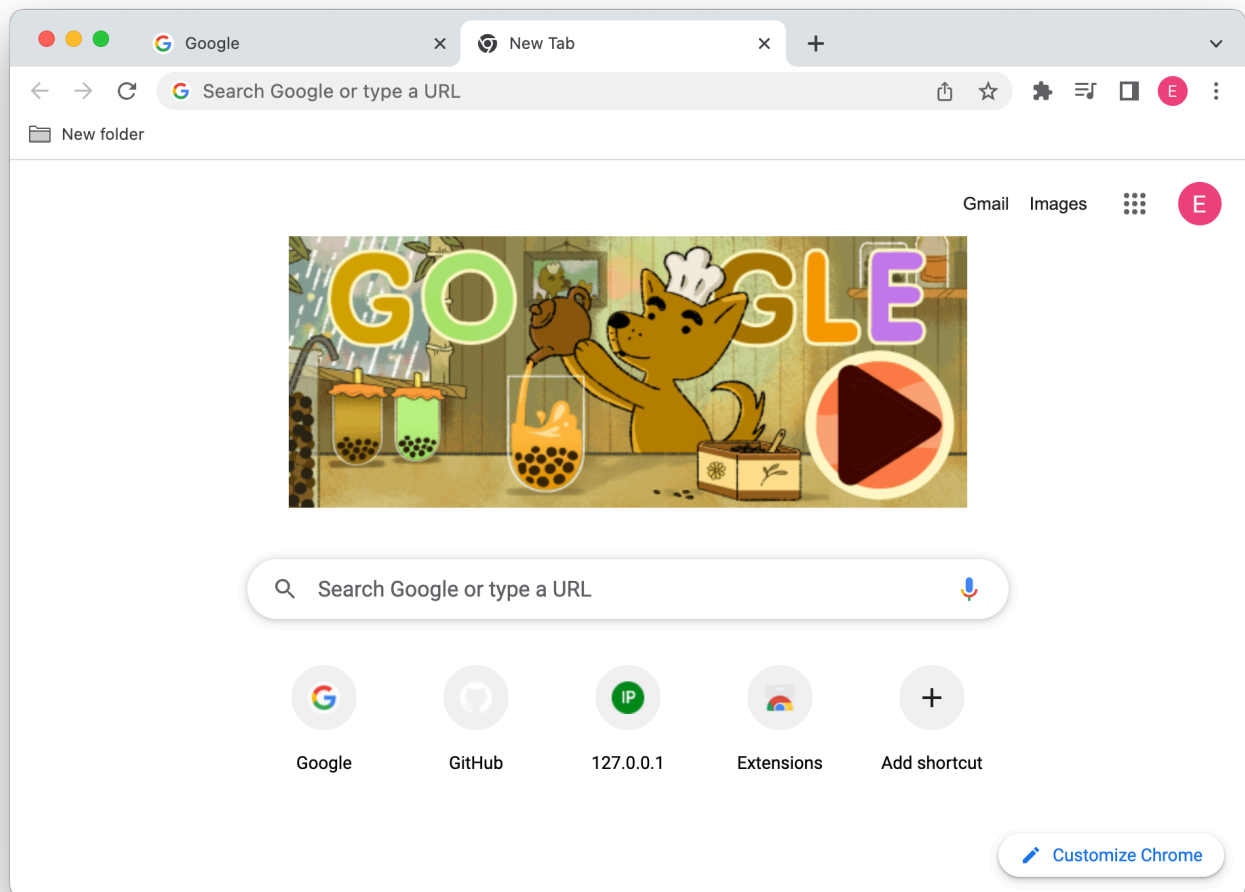 Google
New Tab
Search Google or type a URL
E
New folder
Gmail
Images
E
GOOGLE
Search Google or type a URL
IP
Google
GitHub
127.0.0.1
Extensions
Add shortcut
Customize Chrome